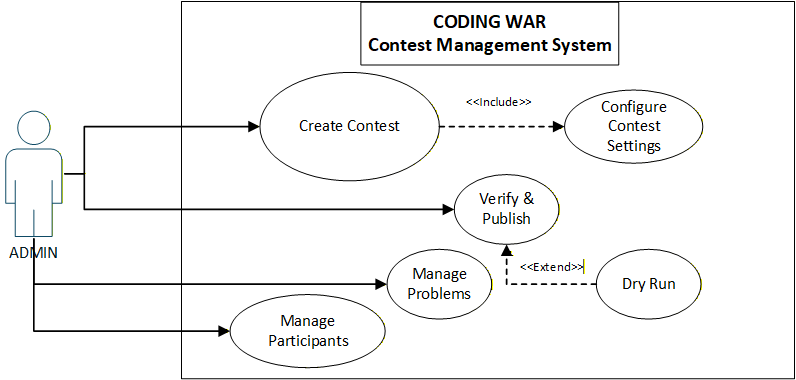 CODING WAR
Contest Management System
<<Include>>
Create Contest
Configure
Contest
Settings
Verify &
Publish
ADMIN
<<Extend>>
Manage
Problems
Dry Run
Manage
Participants